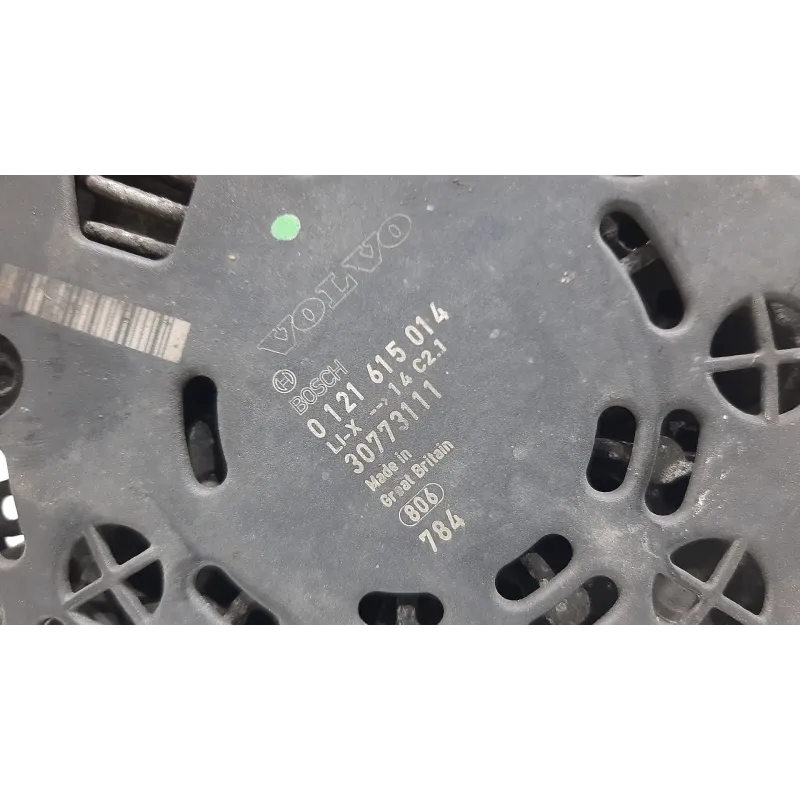 VOLVO
BOSCH
0 121 615 014
LI-X --> 14 C2.1
30773111
Made in
Great Britain
806
784